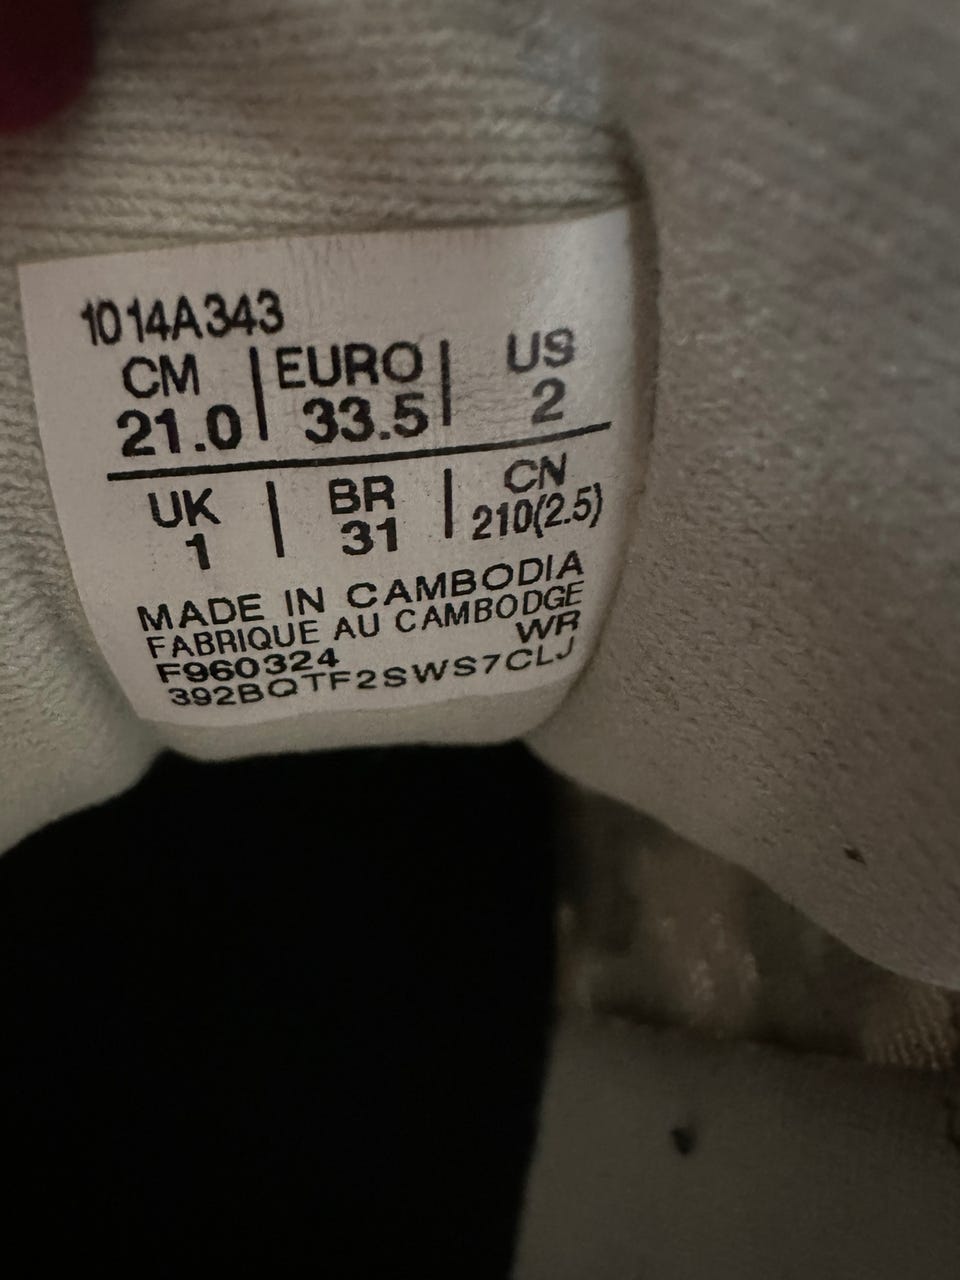 1014A343
CM | EURO | US
21.0 | 33.5 | 2
UK | BR | CN
1 | 31 | 210(2.5)
MADE IN CAMBODIA
FABRIQUE AU CAMBODGE
F960324 WR
392BQTF2SWS7CLJ